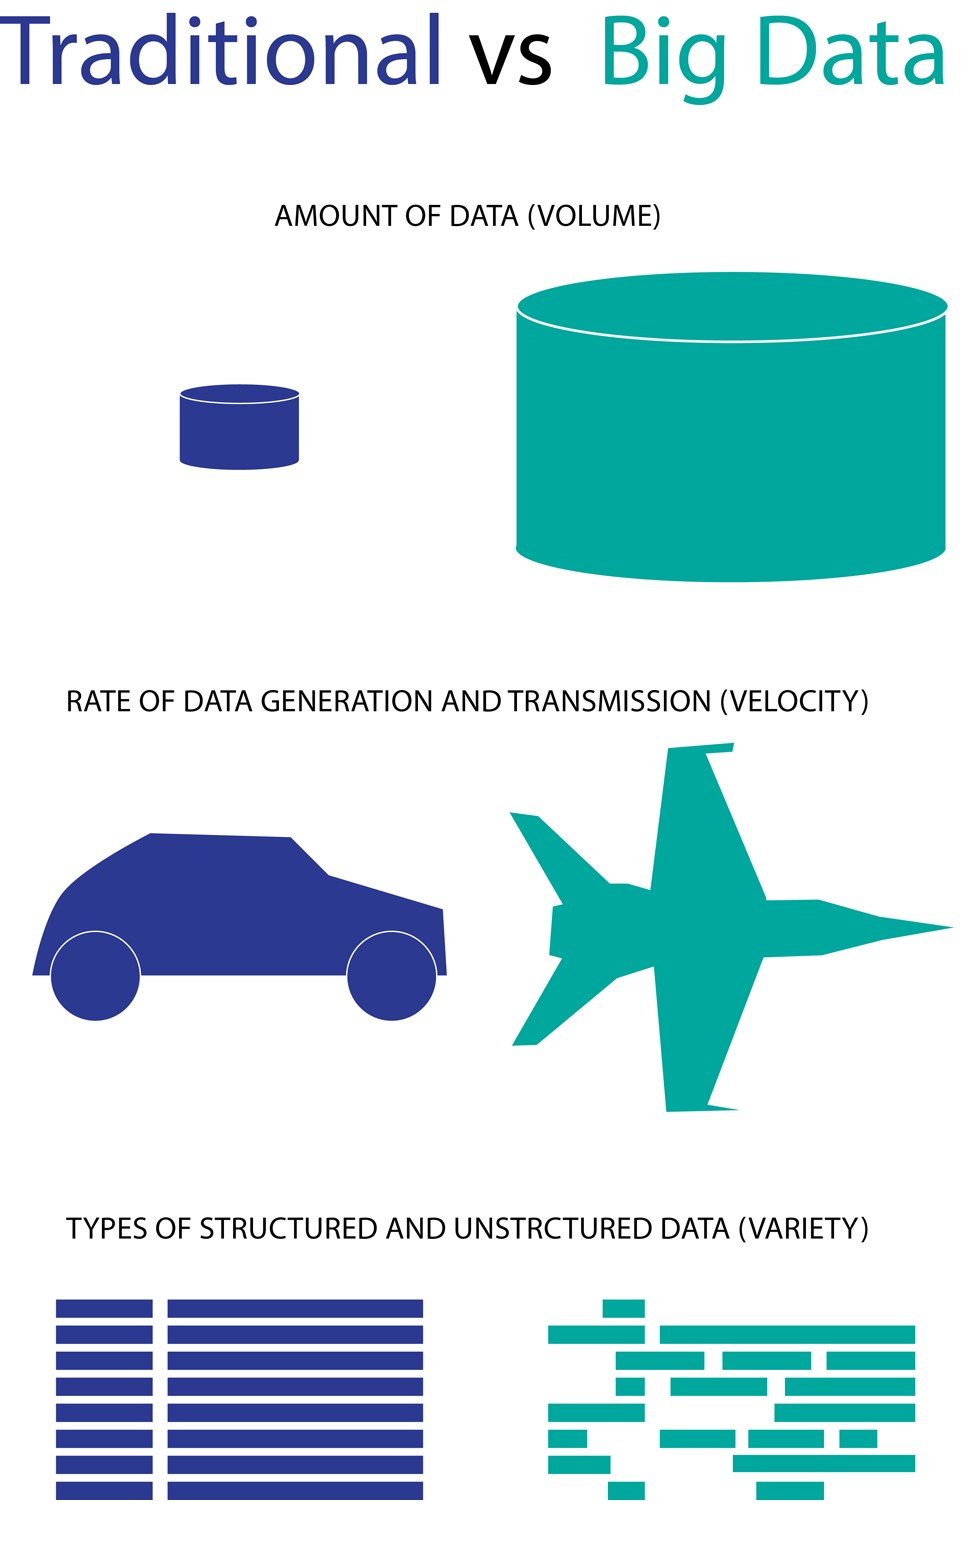 Traditional vs Big Data
AMOUNT OF DATA (VOLUME)
RATE OF DATA GENERATION AND TRANSMISSION (VELOCITY)
TYPES OF STRUCTURED AND UNSTRCTURED DATA (VARIETY)